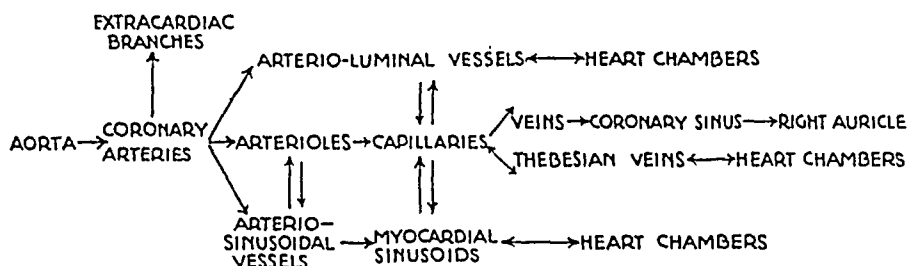 EXTRACARDIAC
BRANCHES
ARTERIO-LUMINAL VESSELS HEART CHAMBERS
AORTA CORONARY
ARTERIES
ARTERIOLES CAPILLARIES
VEINS CORONARY SINUS RIGHT AURICLE
THEBESIAN VEINS HEART CHAMBERS
ARTERIO-
SINUSOIDAL
VESSELS
MYOCARDIAL
SINUSOIDS
HEART CHAMBERS